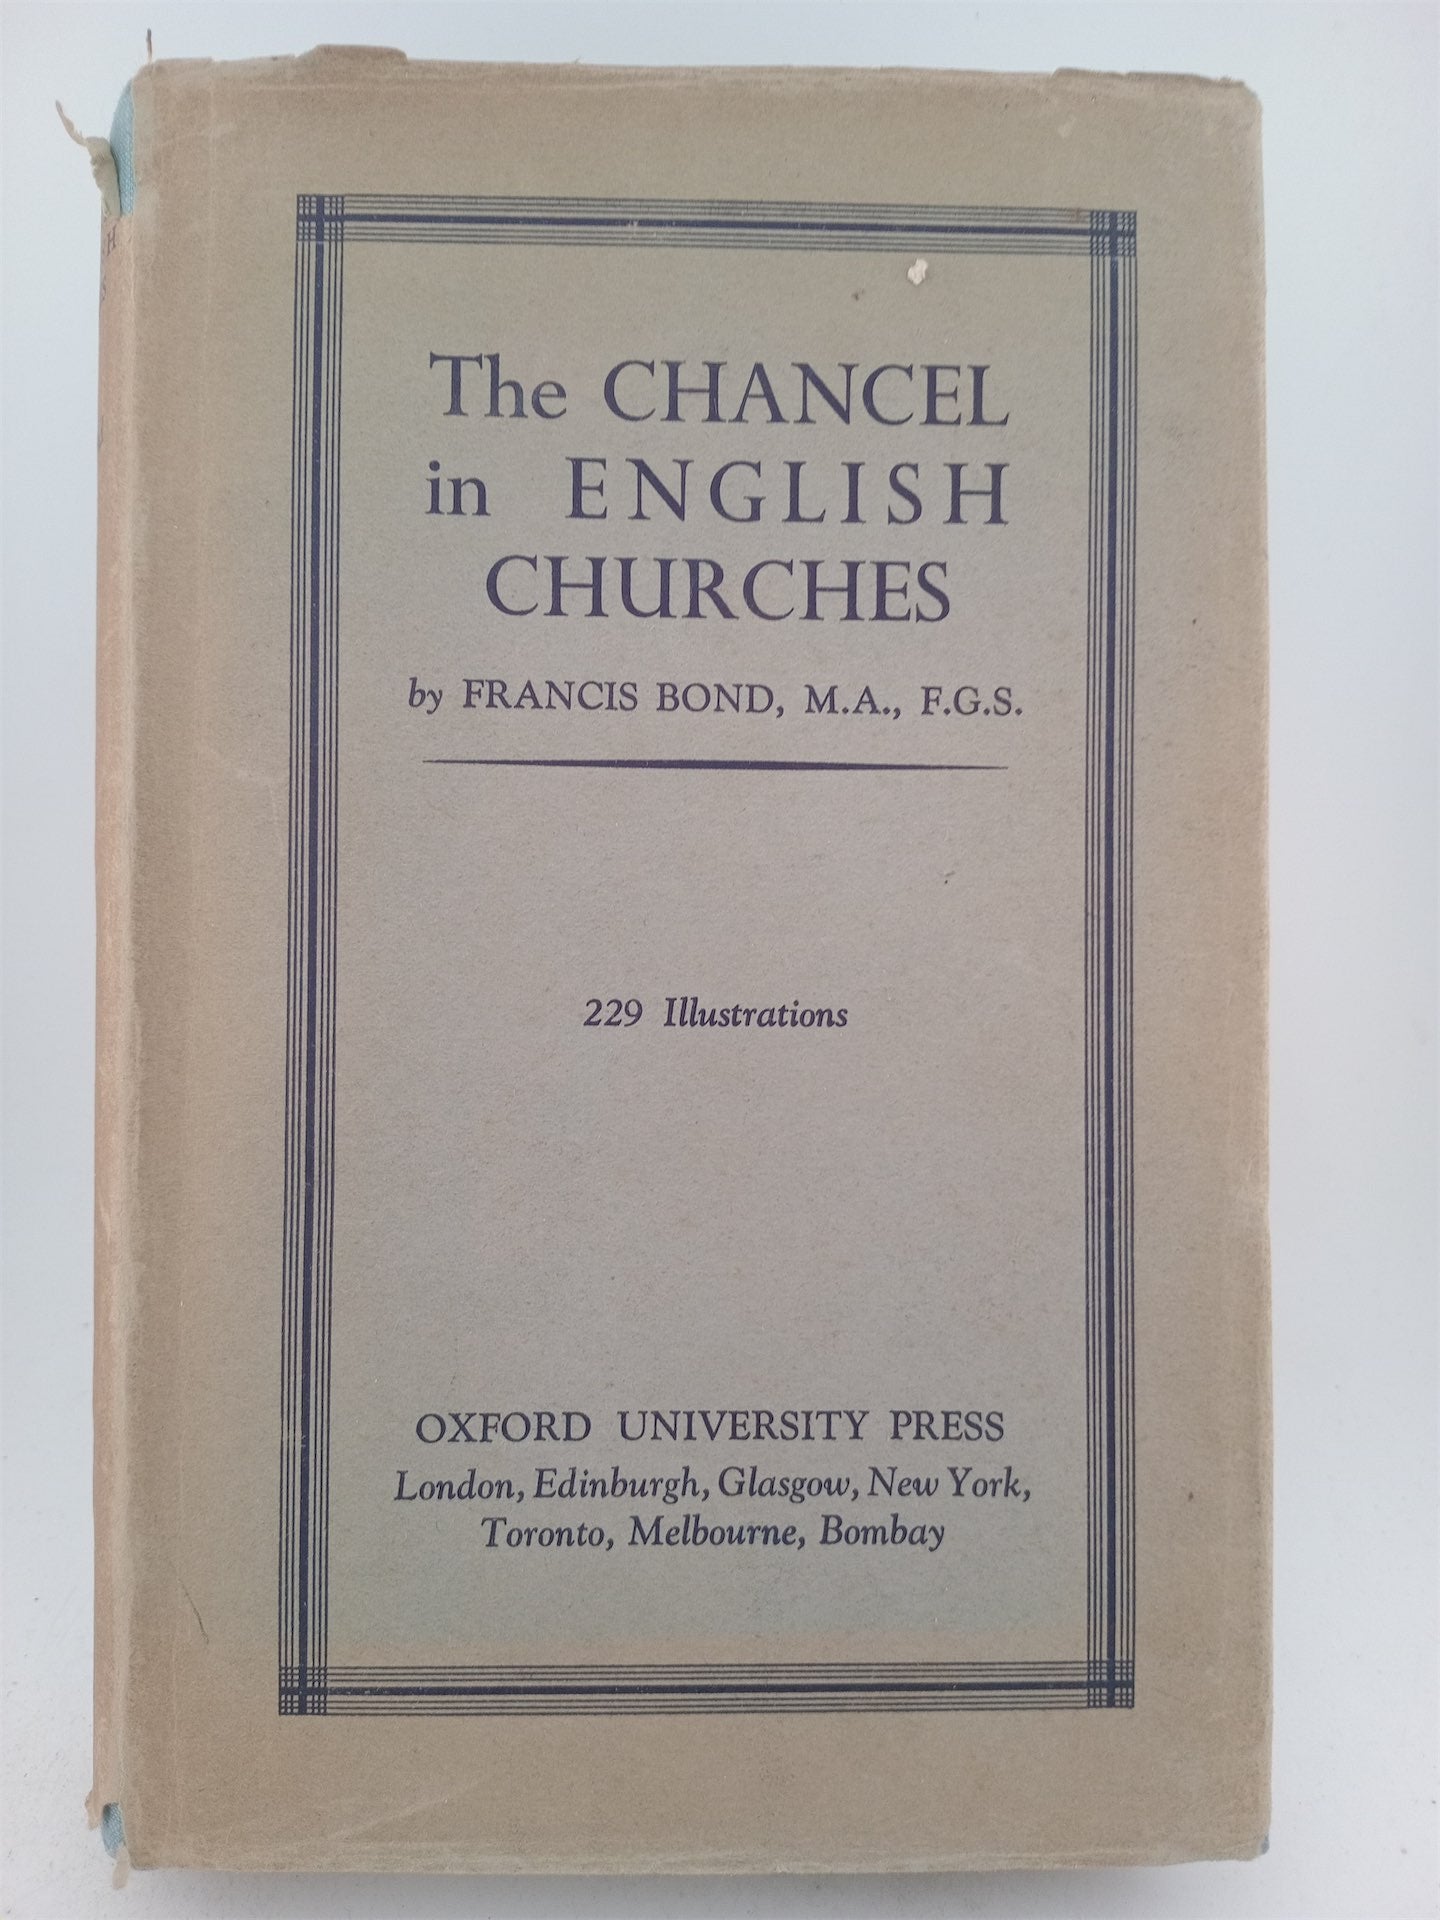 The CHANCEL
in ENGLISH
CHURCHES
by FRANCIS BOND, M.A., F.G.S.
229 Illustrations
OXFORD UNIVERSITY PRESS
London, Edinburgh, Glasgow, New York,
Toronto, Melbourne, Bombay